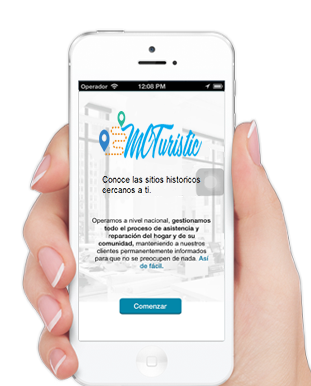 Operador 12:08 PM
MCTuristic
Conoce las sitios historicos
cercanos a ti.
Operamos a nivel nacional, gestionamos
todo el proceso de asistencia y
reparación del hogar y de su
comunidad, manteniendo a nuestros
clientes permanentemente informados
para que no se preocupen de nada. Así
de fácil.
Comenzar